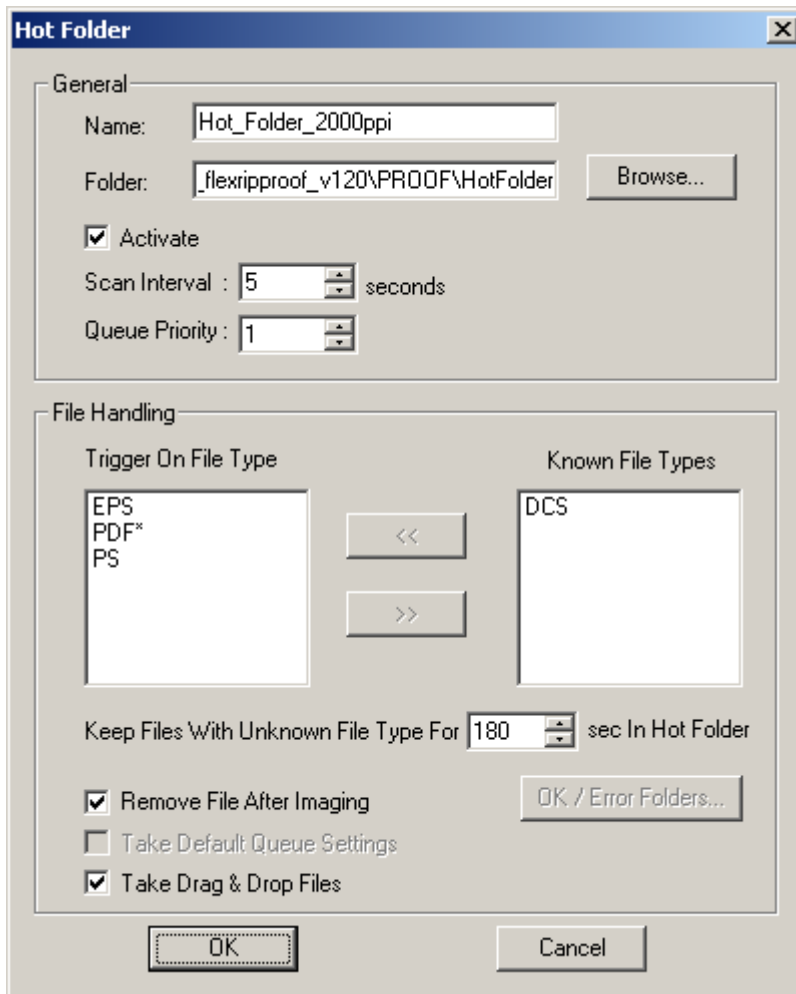 Hot Folder
General
Name: Hot_Folder_2000ppi
Folder: _flexripproof_v120\PROOF\HotFolder Browse...
Activate
Scan Interval : 5 seconds
Queue Priority : 1
File Handling
Trigger On File Type Known File Types
EPS DCS
PDF* <<
PS
>>
Keep Files With Unknown File Type For 180 sec In Hot Folder
Remove File After Imaging OK / Error Folders...
Take Default Queue Settings
Take Drag & Drop Files
OK Cancel